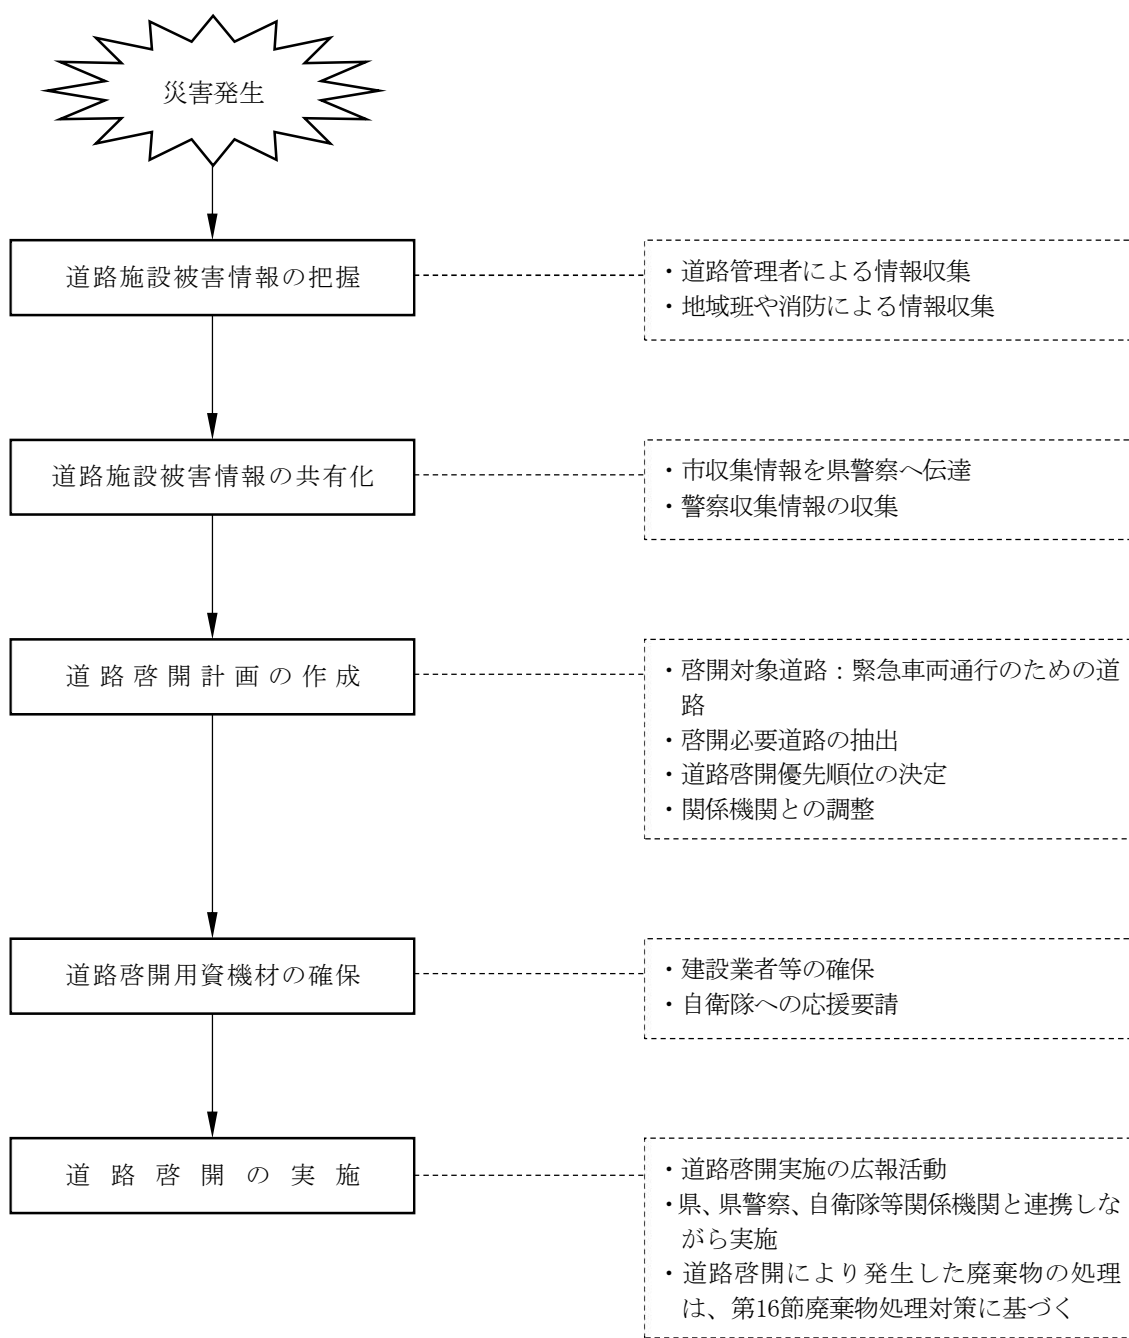 災害発生
道路施設被害情報の把握
・道路管理者による情報収集
・地域班や消防による情報収集
道路施設被害情報の共有化
・市収集情報を県警察へ伝達
・警察収集情報の収集
道路啓開計画の作成
・啓開対象道路：緊急車両通行のための道
路
・啓開必要道路の抽出
・道路啓開優先順位の決定
・関係機関との調整
道路啓開用資機材の確保
・建設業者等の確保
・自衛隊への応援要請
道路啓開の実施
・道路啓開実施の広報活動
・県、県警察、自衛隊等関係機関と連携しな
がら実施
・道路啓開により発生した廃棄物の処理
は、第16節廃棄物処理対策に基づく